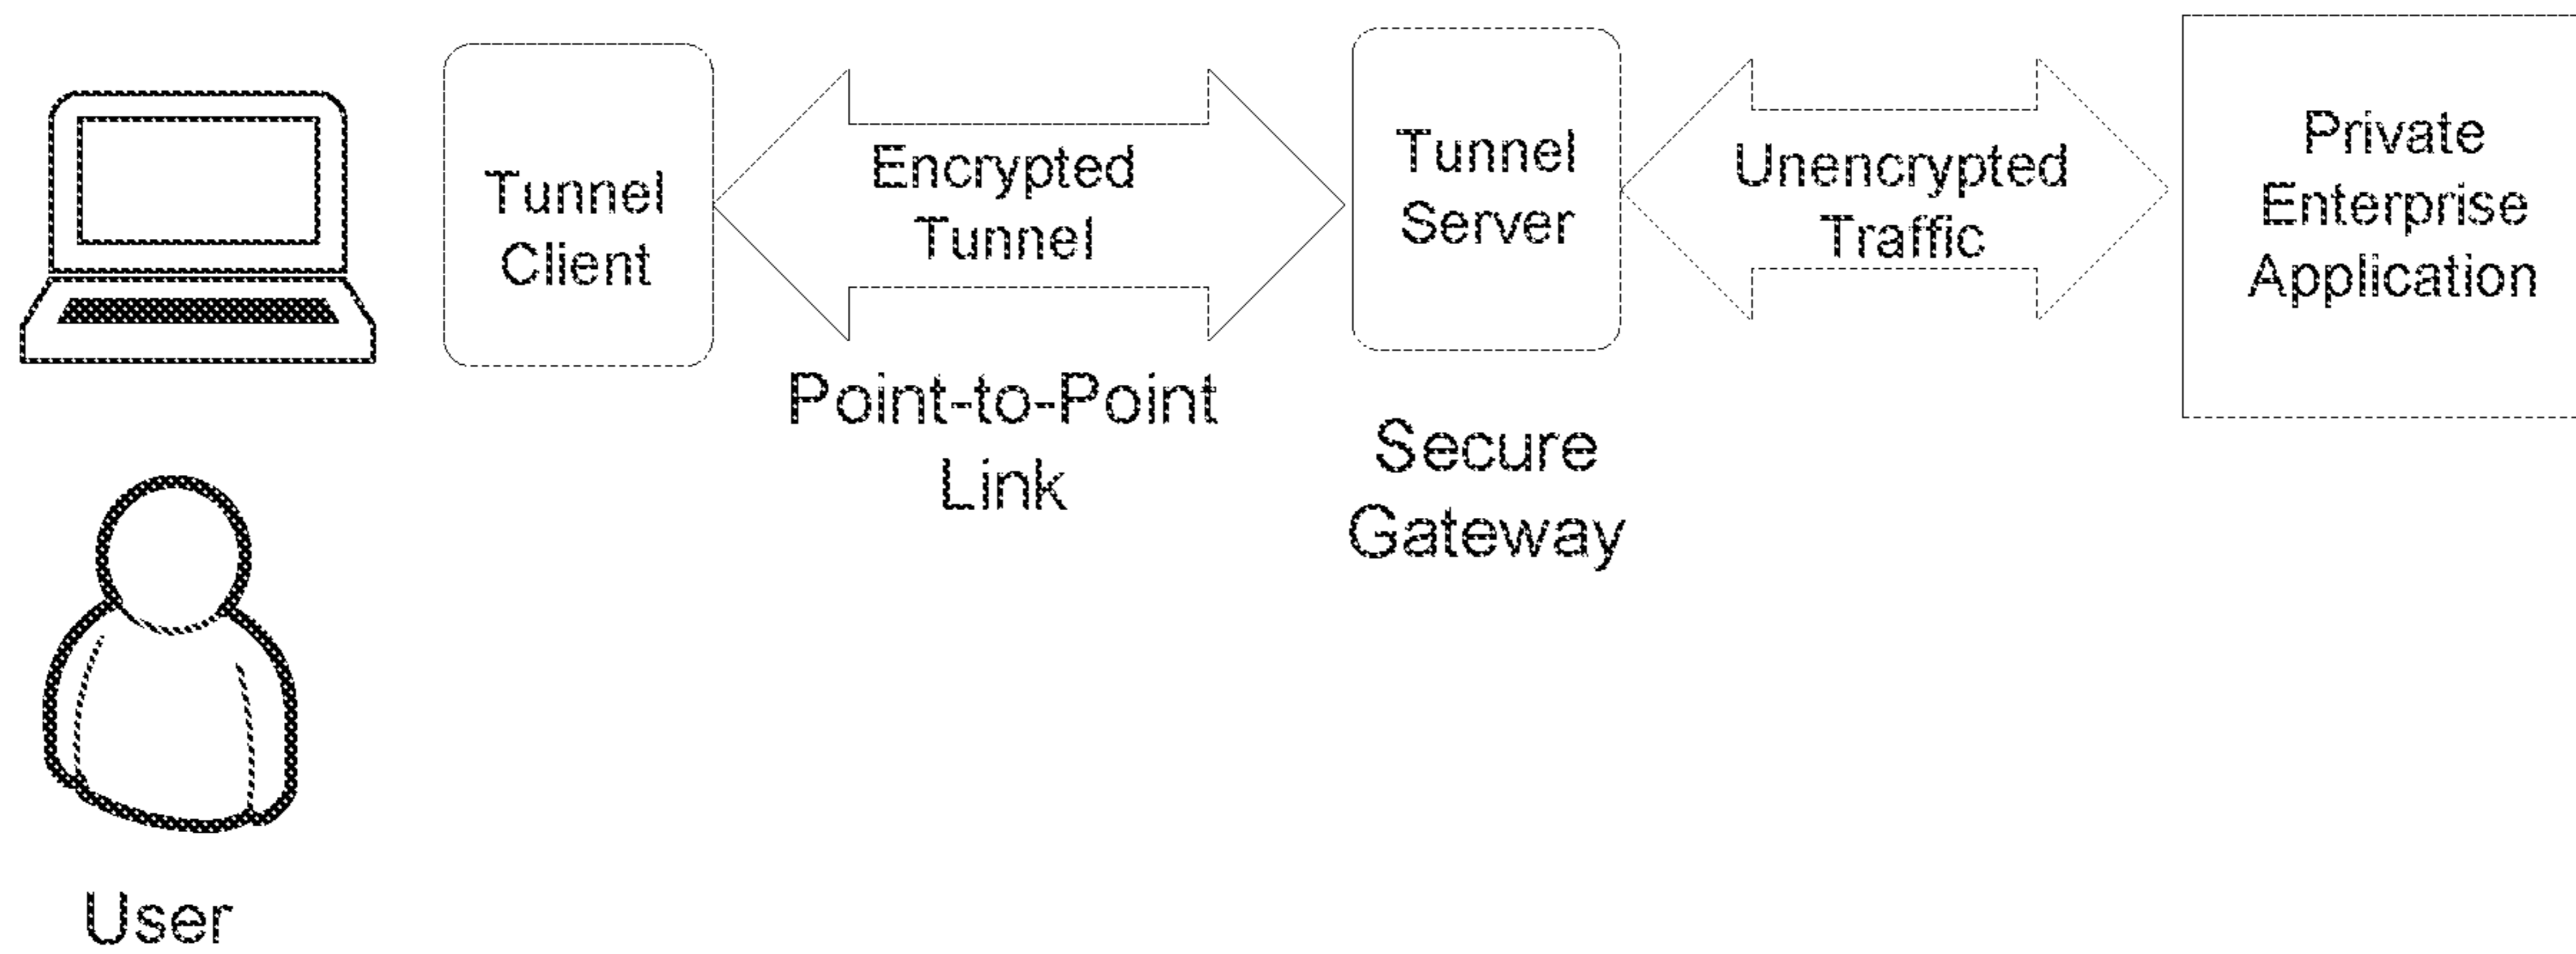 Tunnel
Client
Encrypted
Tunnel
Point-to-Point
Link
Tunnel
Server
Secure
Gateway
Unencrypted
Traffic
Private
Enterprise
Application
User